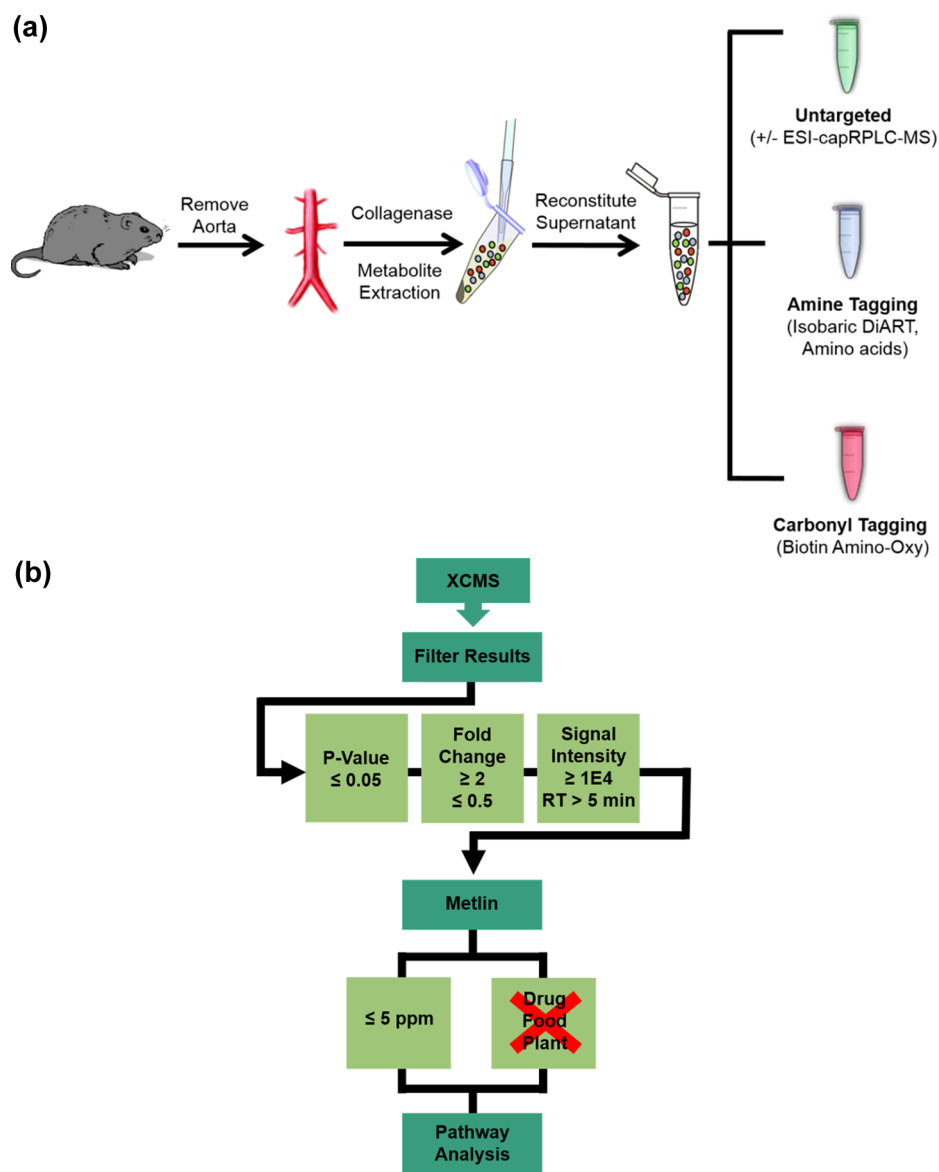 (a)
Remove
Aorta
Collagenase
Metabolite
Extraction
Reconstitute
Supernatant
Untargeted
(+/- ESI-capRPLC-MS)
Amine Tagging
(Isobaric DiART,
Amino acids)
Carbonyl Tagging
(Biotin Amino-Oxy)
(b)
XCMS
Filter Results
P-Value
≤ 0.05
Fold
Change
≥ 2
≤ 0.5
Signal
Intensity
≥ 1E4
RT > 5 min
Metlin
≤ 5 ppm
Drug
Food
Plant
Pathway
Analysis